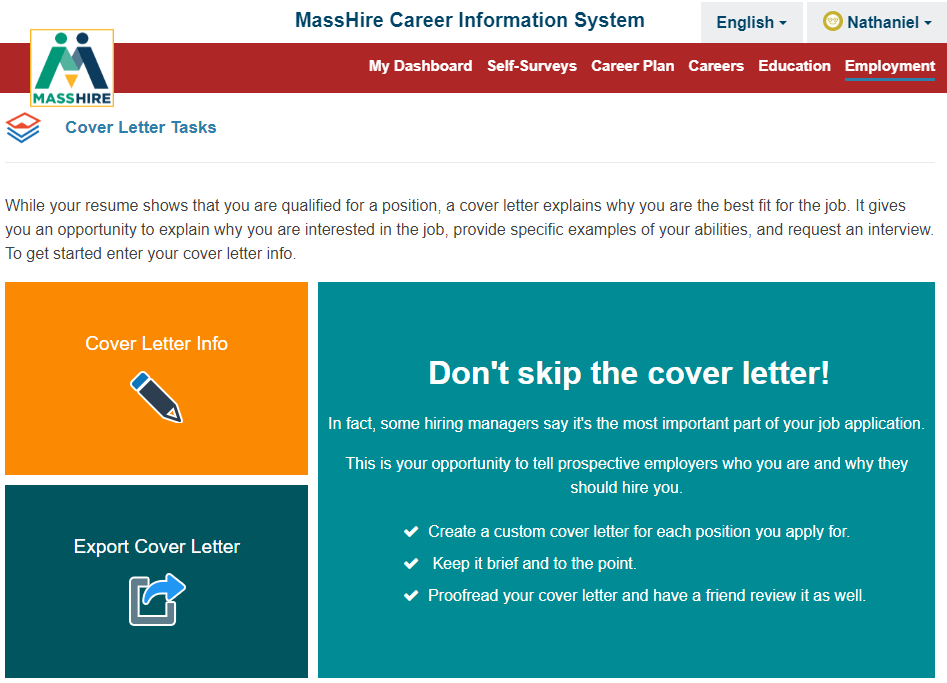 MassHire Career Information System
English
Nathaniel
MASSHIRE
My Dashboard Self-Surveys Career Plan Careers Education Employment
Cover Letter Tasks
While your resume shows that you are qualified for a position, a cover letter explains why you are the best fit for the job. It gives
you an opportunity to explain why you are interested in the job, provide specific examples of your abilities, and request an interview.
To get started enter your cover letter info.
Cover Letter Info
Export Cover Letter
Don't skip the cover letter!
In fact, some hiring managers say it's the most important part of your job application.
This is your opportunity to tell prospective employers who you are and why they
should hire you.
Create a custom cover letter for each position you apply for.
Keep it brief and to the point.
Proofread your cover letter and have a friend review it as well.